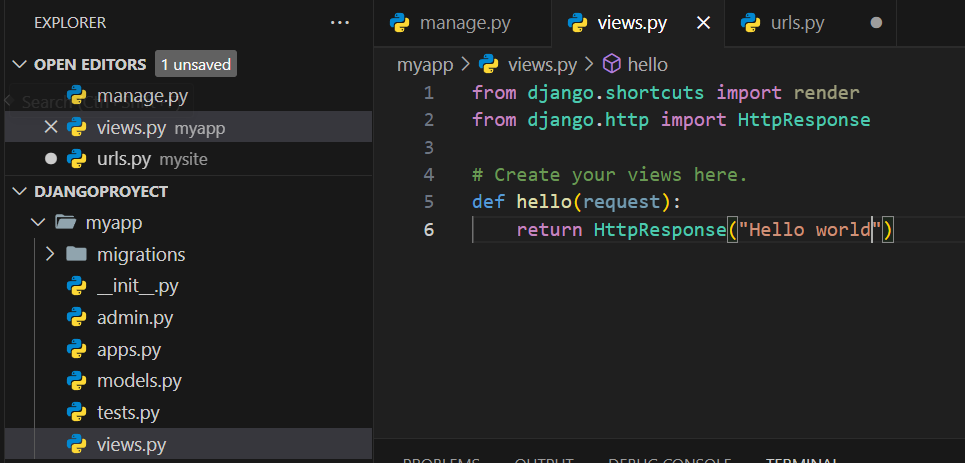 EXPLORER
OPEN EDITORS 1 unsaved
manage.py
views.py myapp
urls.py mysite
DJANGOPROYECT
myapp
migrations
__init__.py
admin.py
apps.py
models.py
tests.py
views.py
manage.py views.py urls.py
myapp > views.py > hello
1 from django.shortcuts import render
2 from django.http import HttpResponse
3
4 # Create your views here.
5 def hello(request):
6 return HttpResponse("Hello world")
PROBLEMS OUTPUT DEBUG CONSOLE TERMINAL